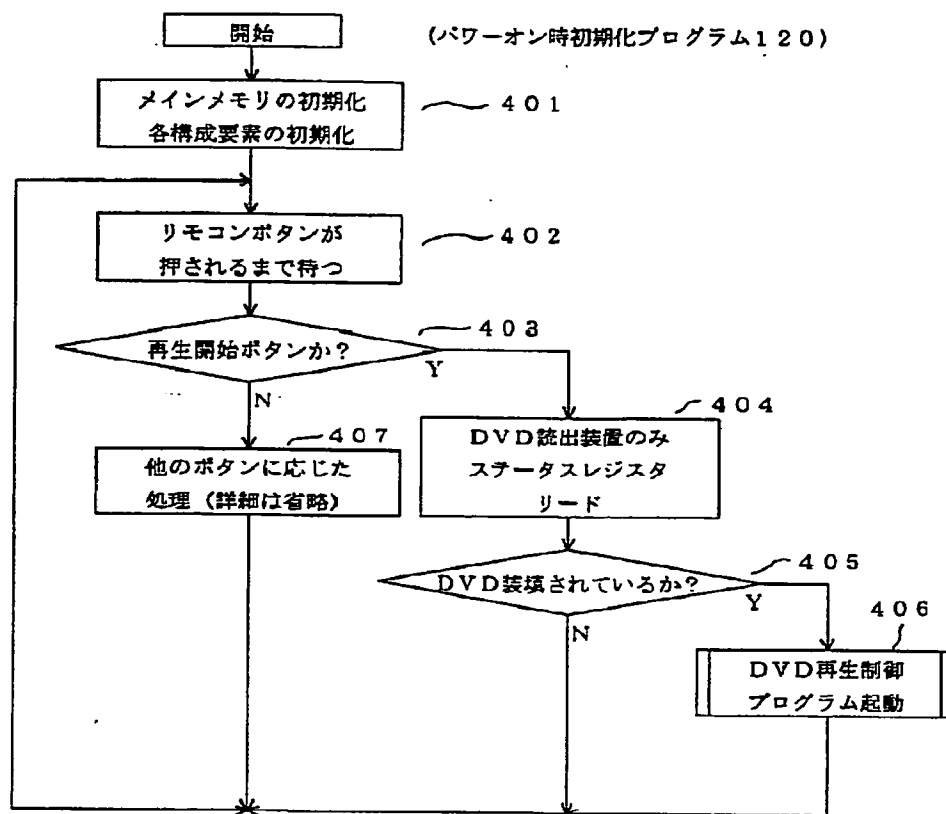 開始
(パワーオン時初期化プログラム120)
メインメモリの初期化
各構成要素の初期化
401
リモコンボタンが
押されるまで待つ
402
再生開始ボタンか?
403
Y
N
404
DVD読出装置のみ
ステータスレジスタ
リード
407
他のボタンに応じた
処理(詳細は省略)
DVD装填されているか?
405
Y
N
406
DVD再生制御
プログラム起動